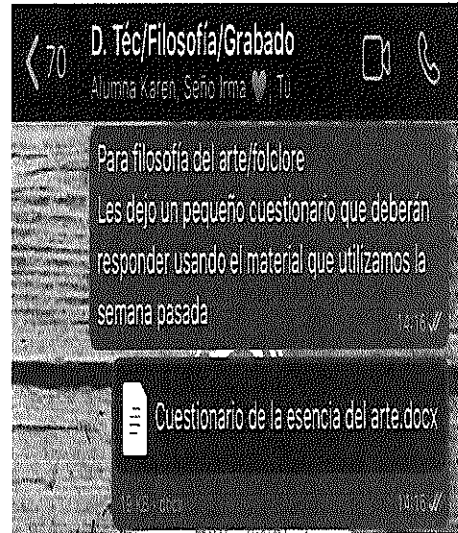 70
D. Téc/Filosofía/Grabado
Alumna Karen, Seño Irma 🤎, Tú
Para filosofía del arte/folclore
Les dejo un pequeño cuestionario que deberán
responder usando el material que utilizamos la
semana pasada
14:16
Cuestionario de la esencia del arte.docx
docx
14:16